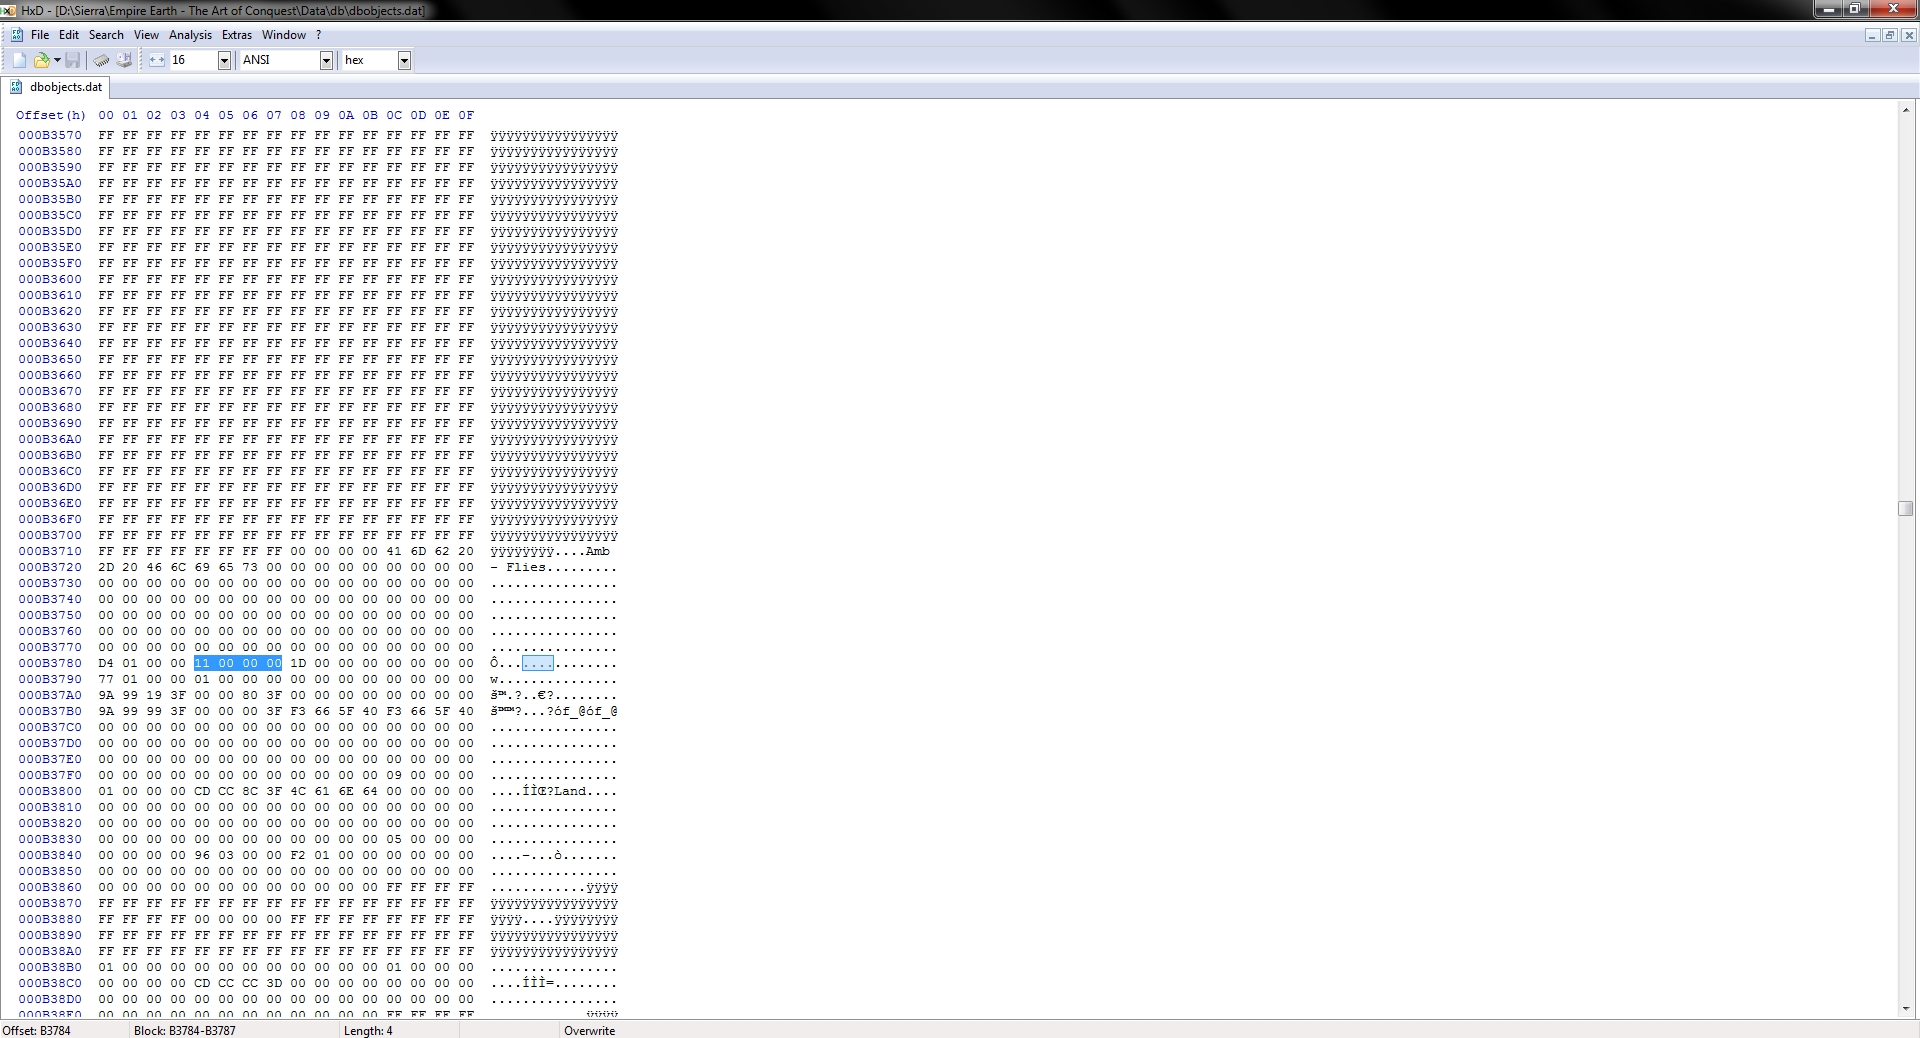 HxD - [D:\Sierra\Empire Earth - The Art of Conquest\Data\db\dbobjects.dat]
File Edit Search View Analysis Extras Window ?
16 ANSI hex
dbobjects.dat
Offset(h) 00 01 02 03 04 05 06 07 08 09 0A 0B 0C 0D 0E 0F
000B3570 FF FF FF FF FF FF FF FF FF FF FF FF FF FF FF FF ÿÿÿÿÿÿÿÿÿÿÿÿÿÿÿÿ
000B3580 FF FF FF FF FF FF FF FF FF FF FF FF FF FF FF FF ÿÿÿÿÿÿÿÿÿÿÿÿÿÿÿÿ
000B3590 FF FF FF FF FF FF FF FF FF FF FF FF FF FF FF FF ÿÿÿÿÿÿÿÿÿÿÿÿÿÿÿÿ
000B35A0 FF FF FF FF FF FF FF FF FF FF FF FF FF FF FF FF ÿÿÿÿÿÿÿÿÿÿÿÿÿÿÿÿ
000B35B0 FF FF FF FF FF FF FF FF FF FF FF FF FF FF FF FF ÿÿÿÿÿÿÿÿÿÿÿÿÿÿÿÿ
000B35C0 FF FF FF FF FF FF FF FF FF FF FF FF FF FF FF FF ÿÿÿÿÿÿÿÿÿÿÿÿÿÿÿÿ
000B35D0 FF FF FF FF FF FF FF FF FF FF FF FF FF FF FF FF ÿÿÿÿÿÿÿÿÿÿÿÿÿÿÿÿ
000B35E0 FF FF FF FF FF FF FF FF FF FF FF FF FF FF FF FF ÿÿÿÿÿÿÿÿÿÿÿÿÿÿÿÿ
000B35F0 FF FF FF FF FF FF FF FF FF FF FF FF FF FF FF FF ÿÿÿÿÿÿÿÿÿÿÿÿÿÿÿÿ
000B3600 FF FF FF FF FF FF FF FF FF FF FF FF FF FF FF FF ÿÿÿÿÿÿÿÿÿÿÿÿÿÿÿÿ
000B3610 FF FF FF FF FF FF FF FF FF FF FF FF FF FF FF FF ÿÿÿÿÿÿÿÿÿÿÿÿÿÿÿÿ
000B3620 FF FF FF FF FF FF FF FF FF FF FF FF FF FF FF FF ÿÿÿÿÿÿÿÿÿÿÿÿÿÿÿÿ
000B3630 FF FF FF FF FF FF FF FF FF FF FF FF FF FF FF FF ÿÿÿÿÿÿÿÿÿÿÿÿÿÿÿÿ
000B3640 FF FF FF FF FF FF FF FF FF FF FF FF FF FF FF FF ÿÿÿÿÿÿÿÿÿÿÿÿÿÿÿÿ
000B3650 FF FF FF FF FF FF FF FF FF FF FF FF FF FF FF FF ÿÿÿÿÿÿÿÿÿÿÿÿÿÿÿÿ
000B3660 FF FF FF FF FF FF FF FF FF FF FF FF FF FF FF FF ÿÿÿÿÿÿÿÿÿÿÿÿÿÿÿÿ
000B3670 FF FF FF FF FF FF FF FF FF FF FF FF FF FF FF FF ÿÿÿÿÿÿÿÿÿÿÿÿÿÿÿÿ
000B3680 FF FF FF FF FF FF FF FF FF FF FF FF FF FF FF FF ÿÿÿÿÿÿÿÿÿÿÿÿÿÿÿÿ
000B3690 FF FF FF FF FF FF FF FF FF FF FF FF FF FF FF FF ÿÿÿÿÿÿÿÿÿÿÿÿÿÿÿÿ
000B36A0 FF FF FF FF FF FF FF FF FF FF FF FF FF FF FF FF ÿÿÿÿÿÿÿÿÿÿÿÿÿÿÿÿ
000B36B0 FF FF FF FF FF FF FF FF FF FF FF FF FF FF FF FF ÿÿÿÿÿÿÿÿÿÿÿÿÿÿÿÿ
000B36C0 FF FF FF FF FF FF FF FF FF FF FF FF FF FF FF FF ÿÿÿÿÿÿÿÿÿÿÿÿÿÿÿÿ
000B36D0 FF FF FF FF FF FF FF FF FF FF FF FF FF FF FF FF ÿÿÿÿÿÿÿÿÿÿÿÿÿÿÿÿ
000B36E0 FF FF FF FF FF FF FF FF FF FF FF FF FF FF FF FF ÿÿÿÿÿÿÿÿÿÿÿÿÿÿÿÿ
000B36F0 FF FF FF FF FF FF FF FF FF FF FF FF FF FF FF FF ÿÿÿÿÿÿÿÿÿÿÿÿÿÿÿÿ
000B3700 FF FF FF FF FF FF FF FF FF FF FF FF FF FF FF FF ÿÿÿÿÿÿÿÿÿÿÿÿÿÿÿÿ
000B3710 FF FF FF FF FF FF FF FF 00 00 00 00 41 6D 62 20 ÿÿÿÿÿÿÿÿ....Amb
000B3720 2D 20 46 6C 69 65 73 00 00 00 00 00 00 00 00 00 - Flies.........
000B3730 00 00 00 00 00 00 00 00 00 00 00 00 00 00 00 00 ................
000B3740 00 00 00 00 00 00 00 00 00 00 00 00 00 00 00 00 ................
000B3750 00 00 00 00 00 00 00 00 00 00 00 00 00 00 00 00 ................
000B3760 00 00 00 00 00 00 00 00 00 00 00 00 00 00 00 00 ................
000B3770 00 00 00 00 00 00 00 00 00 00 00 00 00 00 00 00 ................
000B3780 D4 01 00 00 11 00 00 00 1D 00 00 00 00 00 00 00 Ô...............
000B3790 77 01 00 00 01 00 00 00 00 00 00 00 00 00 00 00 w...............
000B37A0 9A 99 19 3F 00 00 80 3F 00 00 00 00 00 00 00 00 š™.?..€?........
000B37B0 9A 99 99 3F 00 00 00 3F F3 66 5F 40 F3 66 5F 40 š™™?...?óf_@óf_@
000B37C0 00 00 00 00 00 00 00 00 00 00 00 00 00 00 00 00 ................
000B37D0 00 00 00 00 00 00 00 00 00 00 00 00 00 00 00 00 ................
000B37E0 00 00 00 00 00 00 00 00 00 00 00 00 00 00 00 00 ................
000B37F0 00 00 00 00 00 00 00 00 00 00 00 00 09 00 00 00 ................
000B3800 01 00 00 00 CD CC 8C 3F 4C 61 6E 64 00 00 00 00 ....ÍÌŒ?Land....
000B3810 00 00 00 00 00 00 00 00 00 00 00 00 00 00 00 00 ................
000B3820 00 00 00 00 00 00 00 00 00 00 00 00 00 00 00 00 ................
000B3830 00 00 00 00 00 00 00 00 00 00 00 00 05 00 00 00 ................
000B3840 00 00 00 00 96 03 00 00 F2 01 00 00 00 00 00 00 ....–...ò.......
000B3850 00 00 00 00 00 00 00 00 00 00 00 00 00 00 00 00 ................
000B3860 00 00 00 00 00 00 00 00 00 00 00 00 FF FF FF FF ............ÿÿÿÿ
000B3870 FF FF FF FF FF FF FF FF FF FF FF FF FF FF FF FF ÿÿÿÿÿÿÿÿÿÿÿÿÿÿÿÿ
000B3880 FF FF FF FF 00 00 00 00 FF FF FF FF FF FF FF FF ÿÿÿÿ....ÿÿÿÿÿÿÿÿ
000B3890 FF FF FF FF FF FF FF FF FF FF FF FF FF FF FF FF ÿÿÿÿÿÿÿÿÿÿÿÿÿÿÿÿ
000B38A0 FF FF FF FF FF FF FF FF FF FF FF FF FF FF FF FF ÿÿÿÿÿÿÿÿÿÿÿÿÿÿÿÿ
000B38B0 01 00 00 00 00 00 00 00 00 00 00 00 01 00 00 00 ................
000B38C0 00 00 00 00 CD CC CC 3D 00 00 00 00 00 00 00 00 ....ÍÌÌ=........
000B38D0 00 00 00 00 00 00 00 00 00 00 00 00 00 00 00 00 ................
000B38E0 00 00 00 00 00 00 00 00 00 00 00 00 FF FF FF FF ÿÿÿÿ
Offset: B3784 Block: B3784-B3787 Length: 4 Overwrite